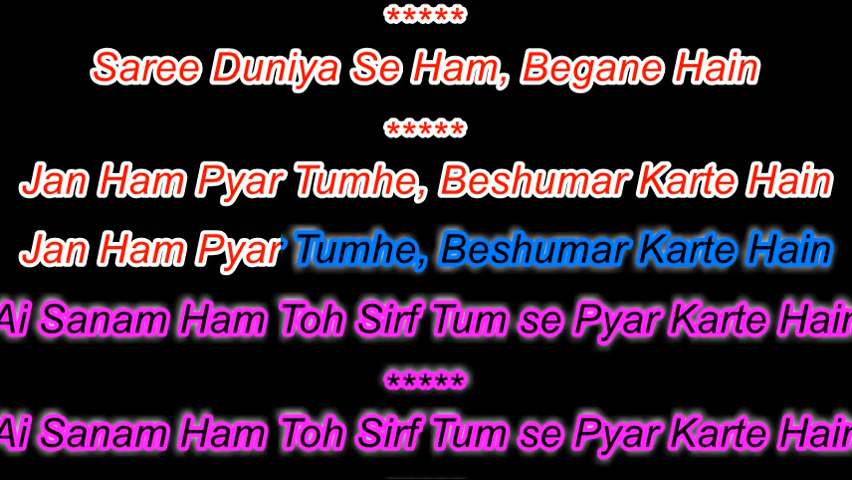 *****
Saree Duniya Se Ham, Begane Hain
*****
Jan Ham Pyar Tumhe, Beshumar Karte Hain
Jan Ham Pyar Tumhe, Beshumar Karte Hain
Ai Sanam Ham Toh Sirf Tum se Pyar Karte Hain
*****
Ai Sanam Ham Toh Sirf Tum se Pyar Karte Hain